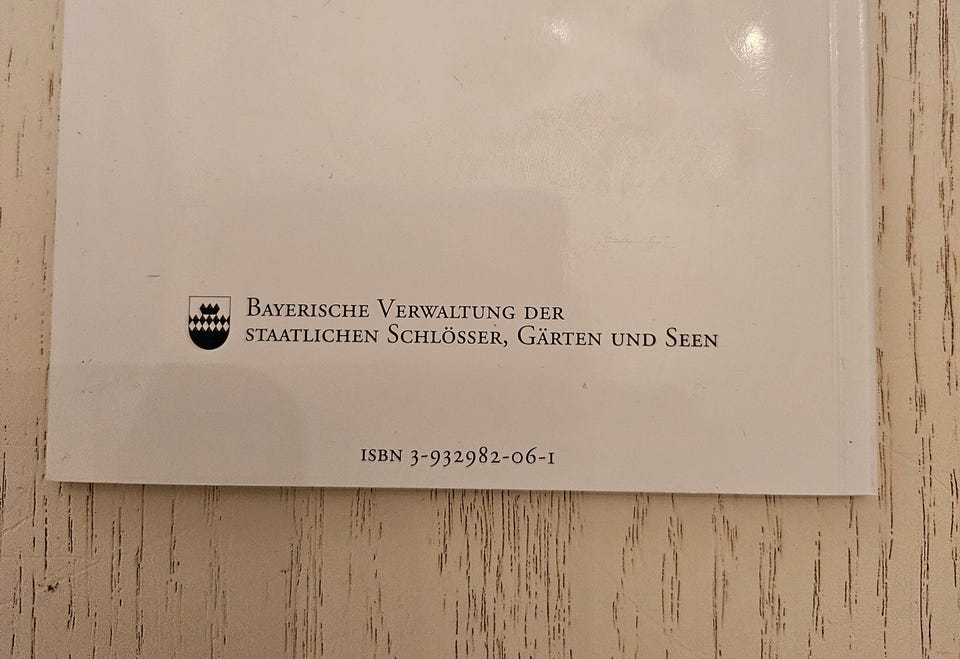 Bayerische Verwaltung der
staatlichen Schlösser, Gärten und Seen
ISBN 3-932982-06-1